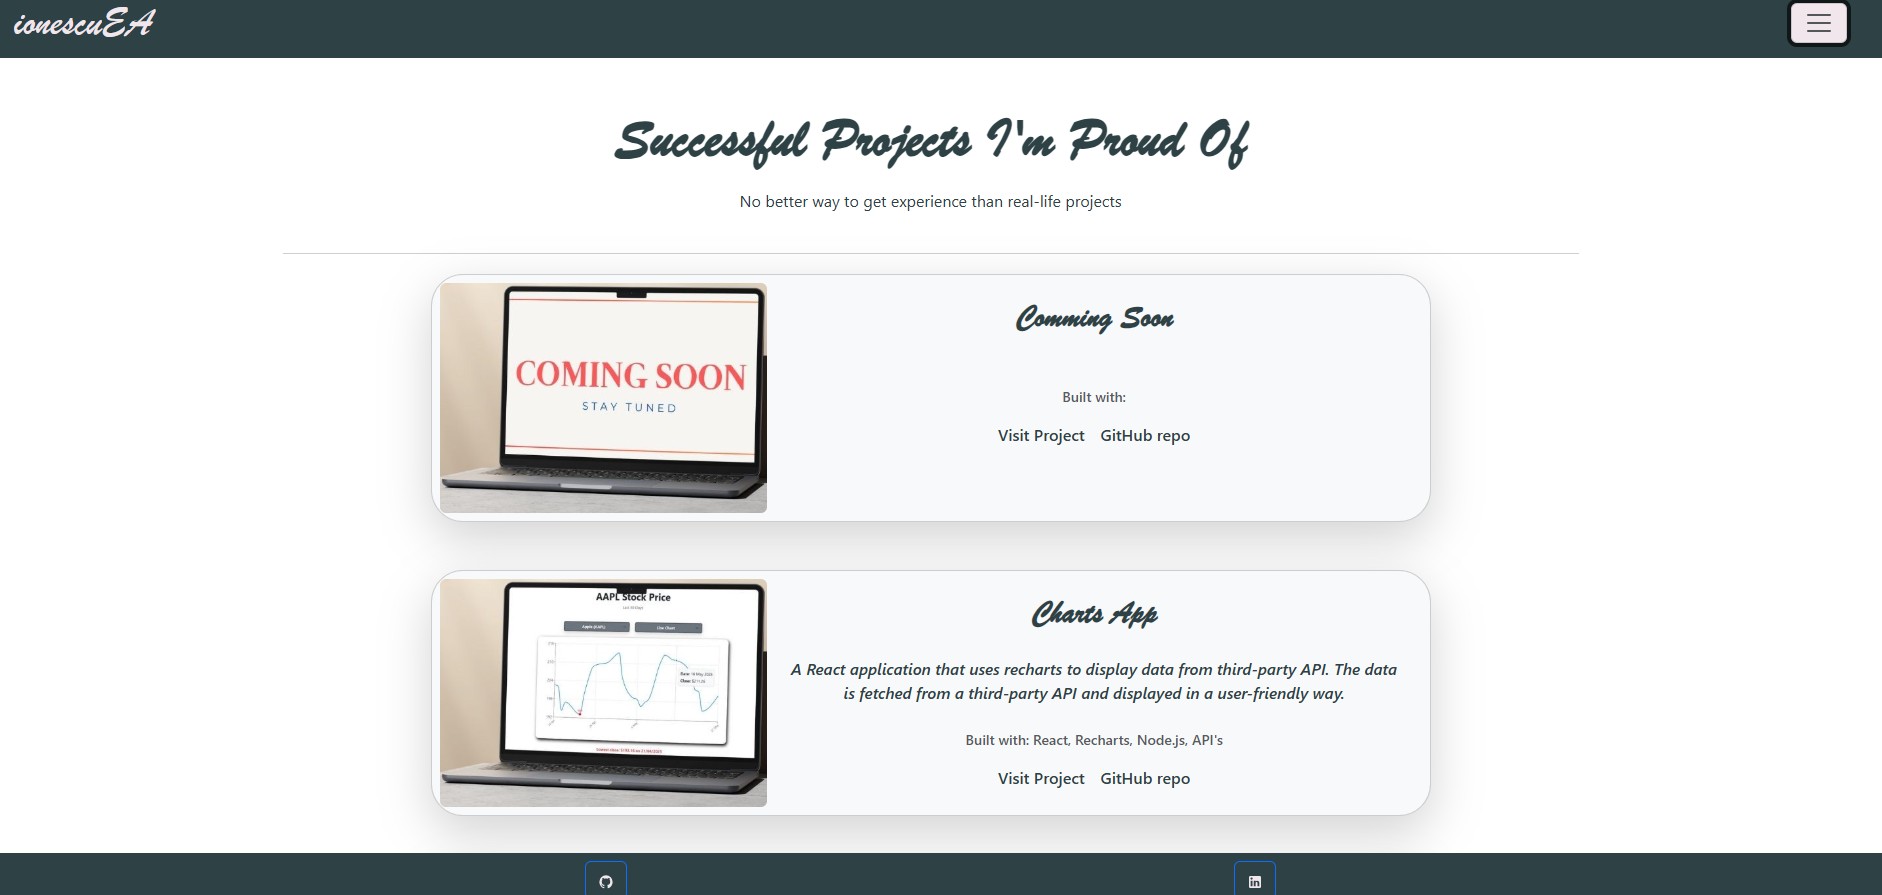 ionescuEA
Successful Projects I'm Proud Of
No better way to get experience than real-life projects
COMING SOON
STAY TUNED
Comming Soon
Built with:
Visit Project GitHub repo
AAPL Stock Price
Charts App
A React application that uses recharts to display data from third-party API. The data
is fetched from a third-party API and displayed in a user-friendly way.
Built with: React, Recharts, Node.js, API's
Visit Project GitHub repo